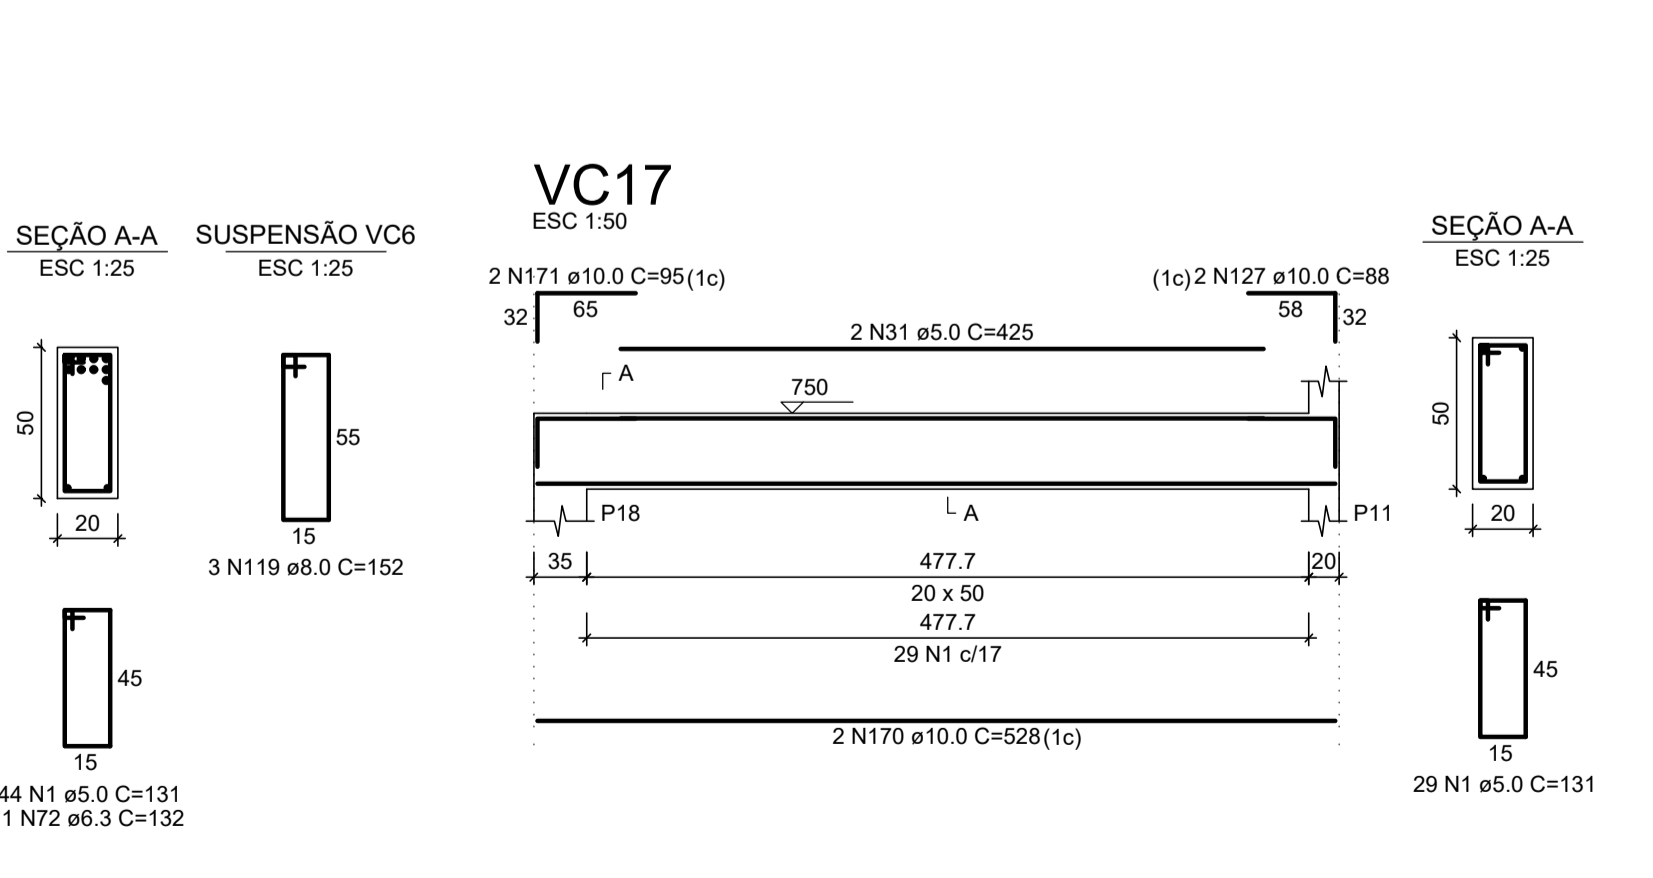 SEÇÃO A-A
ESC 1:25
50
20
45
15
44 N1 ø5.0 C=131
1 N72 ø6.3 C=132
SUSPENSÃO VC6
ESC 1:25
55
15
3 N119 ø8.0 C=152
VC17
ESC 1:50
2 N171 ø10.0 C=95(1c)
(1c)2 N127 ø10.0 C=88
32
65
58
32
2 N31 ø5.0 C=425
A
750
P18
A
P11
35
477.7
20
20 x 50
477.7
29 N1 c/17
2 N170 ø10.0 C=528(1c)
SEÇÃO A-A
ESC 1:25
50
20
45
15
29 N1 ø5.0 C=131